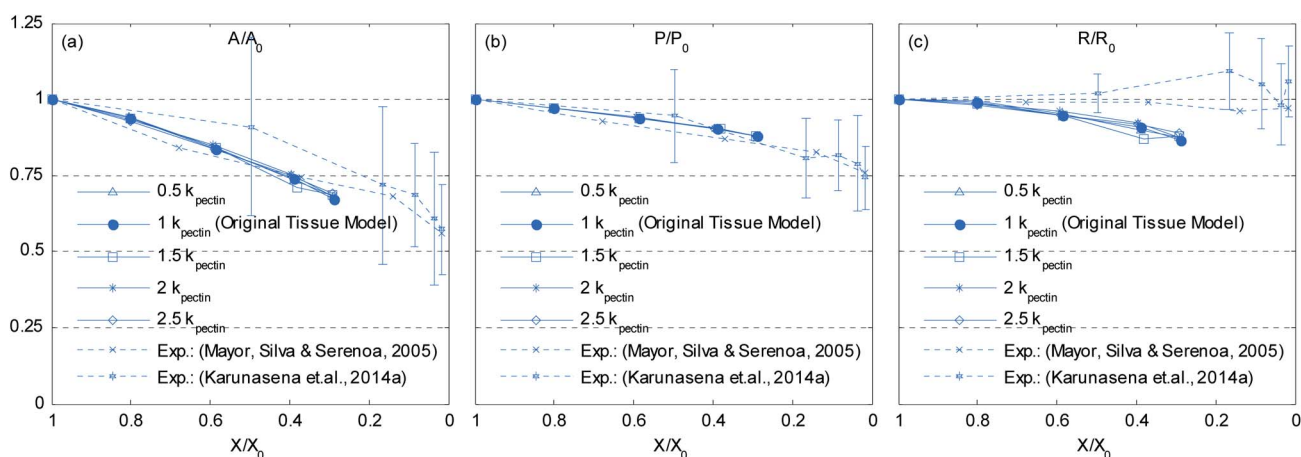 1.25
1
0.75
0.5
0.25
0
(a)
A/A0
0.5 kpectin
1 kpectin (Original Tissue Model)
1.5 kpectin
2 kpectin
2.5 kpectin
Exp.: (Mayor, Silva & Serenoa, 2005)
Exp.: (Karunasena et.al., 2014a)
1 0.8 0.6 0.4 0.2 0
X/X0
(b)
P/P0
0.5 kpectin
1 kpectin (Original Tissue Model)
1.5 kpectin
2 kpectin
2.5 kpectin
Exp.: (Mayor, Silva & Serenoa, 2005)
Exp.: (Karunasena et.al., 2014a)
1 0.8 0.6 0.4 0.2 0
X/X0
(c)
R/R0
0.5 kpectin
1 kpectin (Original Tissue Model)
1.5 kpectin
2 kpectin
2.5 kpectin
Exp.: (Mayor, Silva & Serenoa, 2005)
Exp.: (Karunasena et.al., 2014a)
1 0.8 0.6 0.4 0.2 0
X/X0